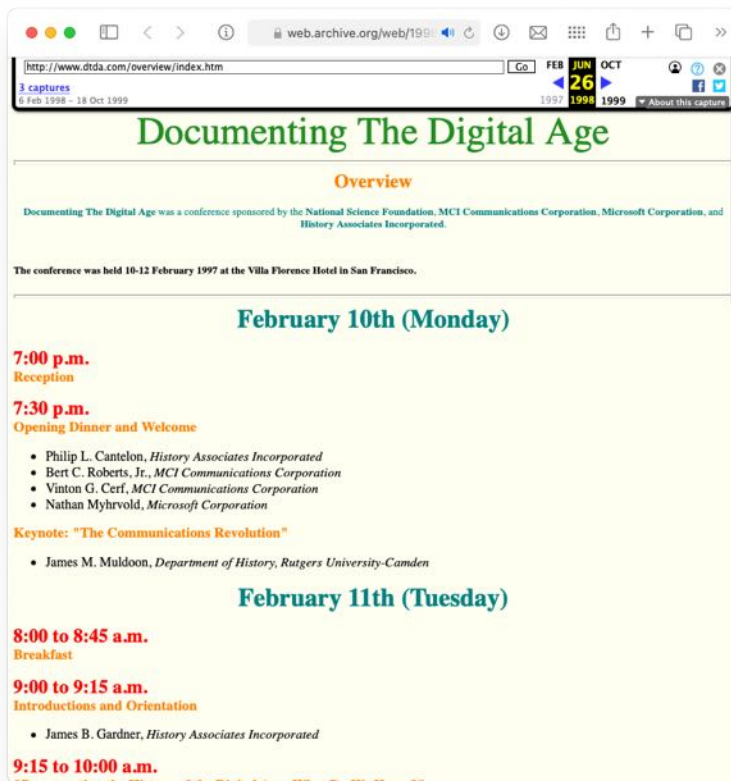 web.archive.org/web/1998
http://www.dtda.com/overview/index.htm
Go
FEB JUN OCT
26
1997 1998 1999
3 captures
6 Feb 1998 – 18 Oct 1999
About this capture
Documenting The Digital Age
Overview
Documenting The Digital Age was a conference sponsored by the National Science Foundation, MCI Communications Corporation, Microsoft Corporation, and
History Associates Incorporated.
The conference was held 10-12 February 1997 at the Villa Florence Hotel in San Francisco.
February 10th (Monday)
7:00 p.m.
Reception
7:30 p.m.
Opening Dinner and Welcome
• Philip L. Cantelon, History Associates Incorporated
• Bert C. Roberts, Jr., MCI Communications Corporation
• Vinton G. Cerf, MCI Communications Corporation
• Nathan Myhrvold, Microsoft Corporation
Keynote: "The Communications Revolution"
• James M. Muldoon, Department of History, Rutgers University-Camden
February 11th (Tuesday)
8:00 to 8:45 a.m.
Breakfast
9:00 to 9:15 a.m.
Introductions and Orientation
• James B. Gardner, History Associates Incorporated
9:15 to 10:00 a.m.